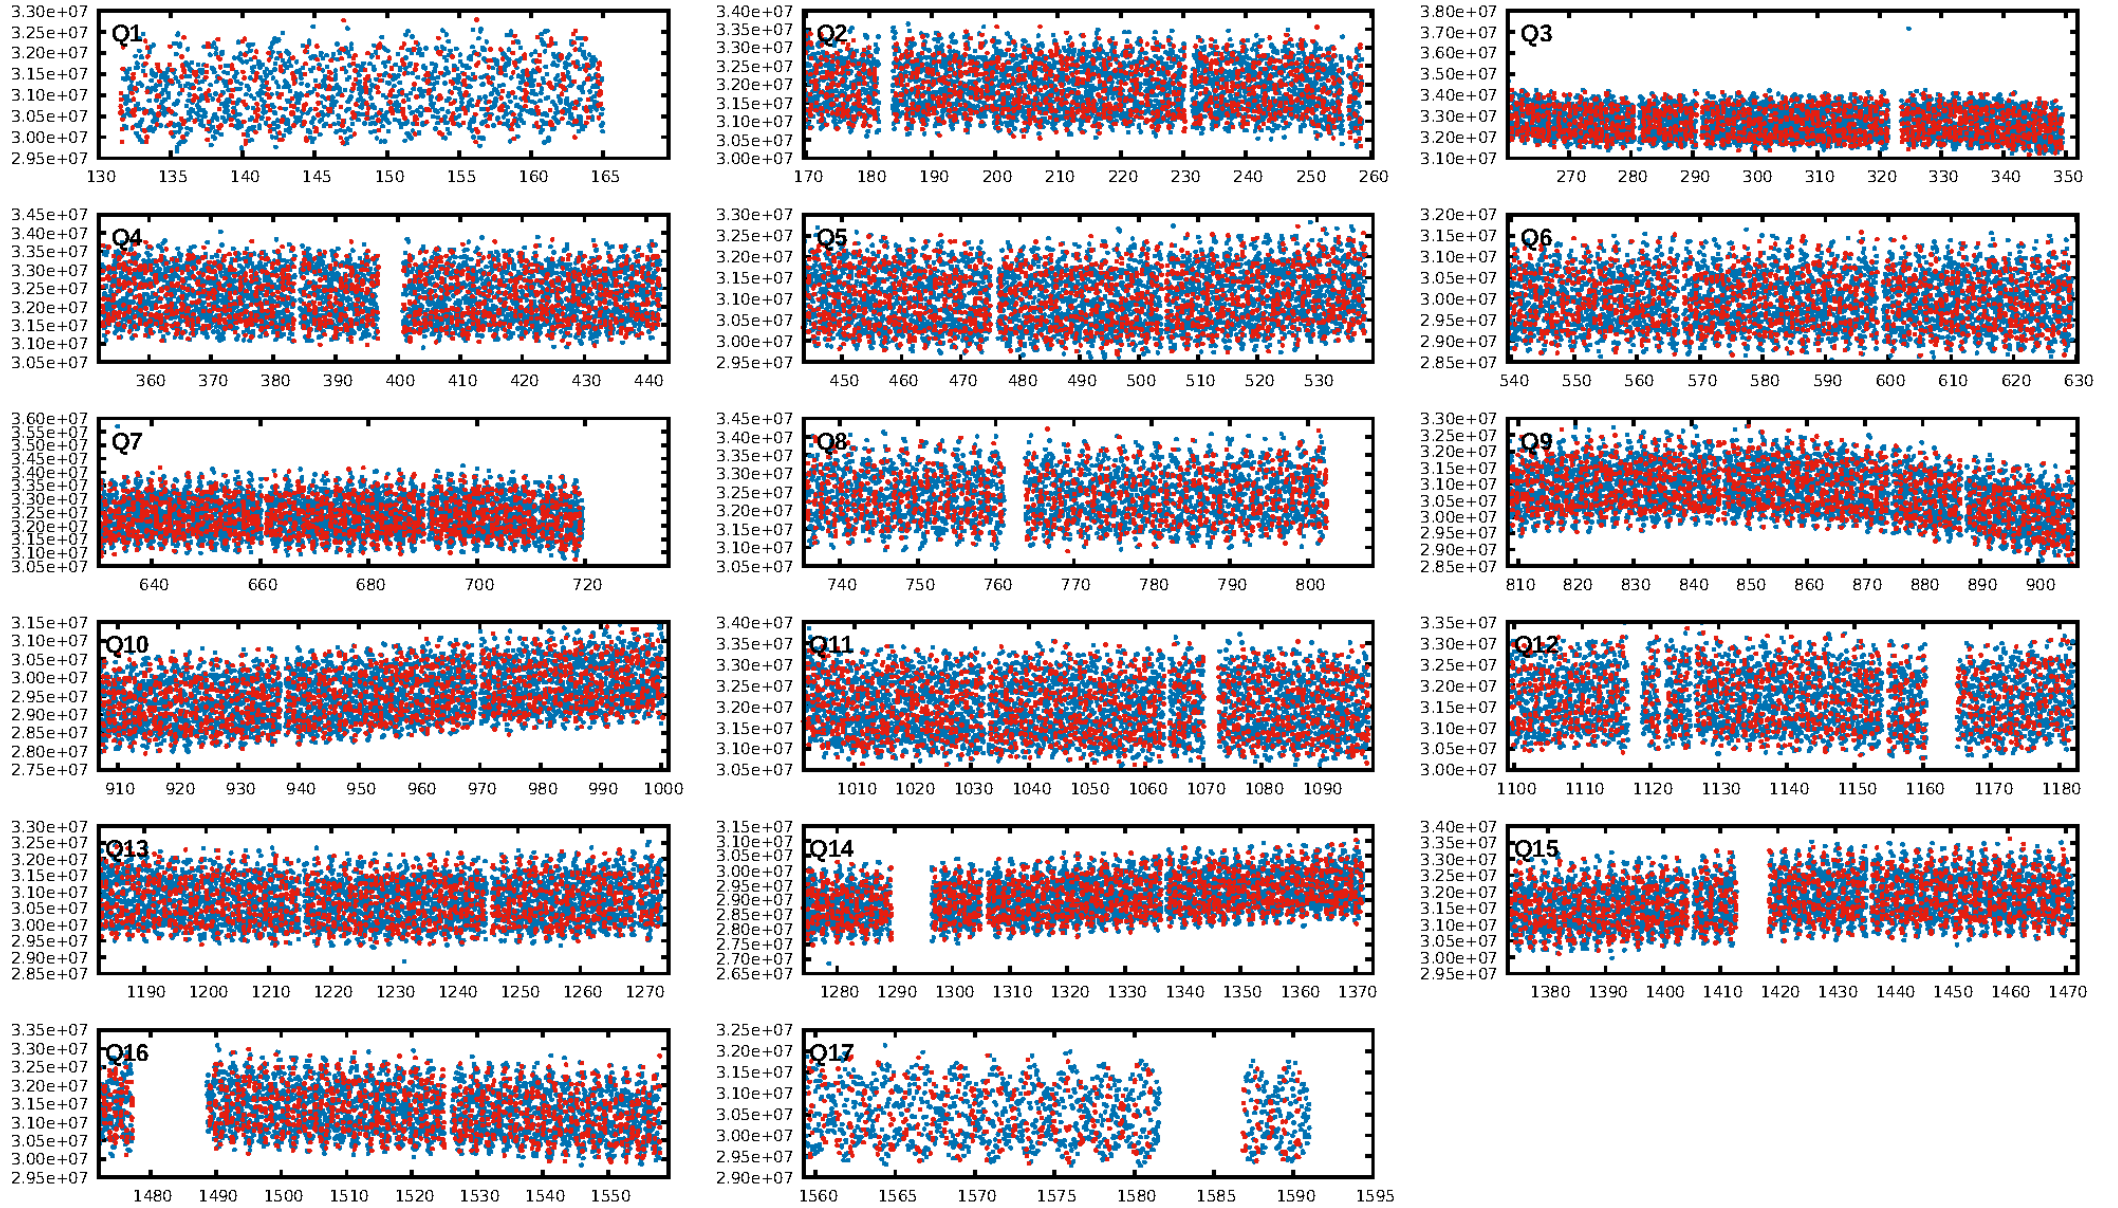 Q1
3.30e+07
3.25e+07
3.20e+07
3.15e+07
3.10e+07
3.05e+07
3.00e+07
2.95e+07
130 135 140 145 150 155 160 165
Q2
3.40e+07
3.35e+07
3.30e+07
3.25e+07
3.20e+07
3.15e+07
3.10e+07
3.05e+07
3.00e+07
170 180 190 200 210 220 230 240 250 260
Q3
3.80e+07
3.70e+07
3.60e+07
3.50e+07
3.40e+07
3.30e+07
3.20e+07
3.10e+07
270 280 290 300 310 320 330 340 350
Q4
3.45e+07
3.40e+07
3.35e+07
3.30e+07
3.25e+07
3.20e+07
3.15e+07
3.10e+07
3.05e+07
360 370 380 390 400 410 420 430 440
Q5
3.30e+07
3.25e+07
3.20e+07
3.15e+07
3.10e+07
3.05e+07
3.00e+07
2.95e+07
450 460 470 480 490 500 510 520 530
Q6
3.20e+07
3.15e+07
3.10e+07
3.05e+07
3.00e+07
2.95e+07
2.90e+07
2.85e+07
540 550 560 570 580 590 600 610 620 630
Q7
3.60e+07
3.55e+07
3.50e+07
3.45e+07
3.40e+07
3.35e+07
3.30e+07
3.25e+07
3.20e+07
3.15e+07
3.10e+07
3.05e+07
640 660 680 700 720
Q8
3.45e+07
3.40e+07
3.35e+07
3.30e+07
3.25e+07
3.20e+07
3.15e+07
3.10e+07
3.05e+07
740 750 760 770 780 790 800
Q9
3.30e+07
3.25e+07
3.20e+07
3.15e+07
3.10e+07
3.05e+07
3.00e+07
2.95e+07
2.90e+07
2.85e+07
810 820 830 840 850 860 870 880 890 900
Q10
3.15e+07
3.10e+07
3.05e+07
3.00e+07
2.95e+07
2.90e+07
2.85e+07
2.80e+07
2.75e+07
910 920 930 940 950 960 970 980 990 1000
Q11
3.40e+07
3.35e+07
3.30e+07
3.25e+07
3.20e+07
3.15e+07
3.10e+07
3.05e+07
1010 1020 1030 1040 1050 1060 1070 1080 1090
Q12
3.35e+07
3.30e+07
3.25e+07
3.20e+07
3.15e+07
3.10e+07
3.05e+07
3.00e+07
1100 1110 1120 1130 1140 1150 1160 1170 1180
Q13
3.30e+07
3.25e+07
3.20e+07
3.15e+07
3.10e+07
3.05e+07
3.00e+07
2.95e+07
2.90e+07
2.85e+07
1190 1200 1210 1220 1230 1240 1250 1260 1270
Q14
3.15e+07
3.10e+07
3.05e+07
3.00e+07
2.95e+07
2.90e+07
2.85e+07
2.80e+07
2.75e+07
2.70e+07
2.65e+07
1280 1290 1300 1310 1320 1330 1340 1350 1360 1370
Q15
3.40e+07
3.35e+07
3.30e+07
3.25e+07
3.20e+07
3.15e+07
3.10e+07
3.05e+07
3.00e+07
2.95e+07
1380 1390 1400 1410 1420 1430 1440 1450 1460 1470
Q16
3.35e+07
3.30e+07
3.25e+07
3.20e+07
3.15e+07
3.10e+07
3.05e+07
3.00e+07
2.95e+07
1480 1490 1500 1510 1520 1530 1540 1550
Q17
3.25e+07
3.20e+07
3.15e+07
3.10e+07
3.05e+07
3.00e+07
2.95e+07
2.90e+07
1560 1565 1570 1575 1580 1585 1590 1595